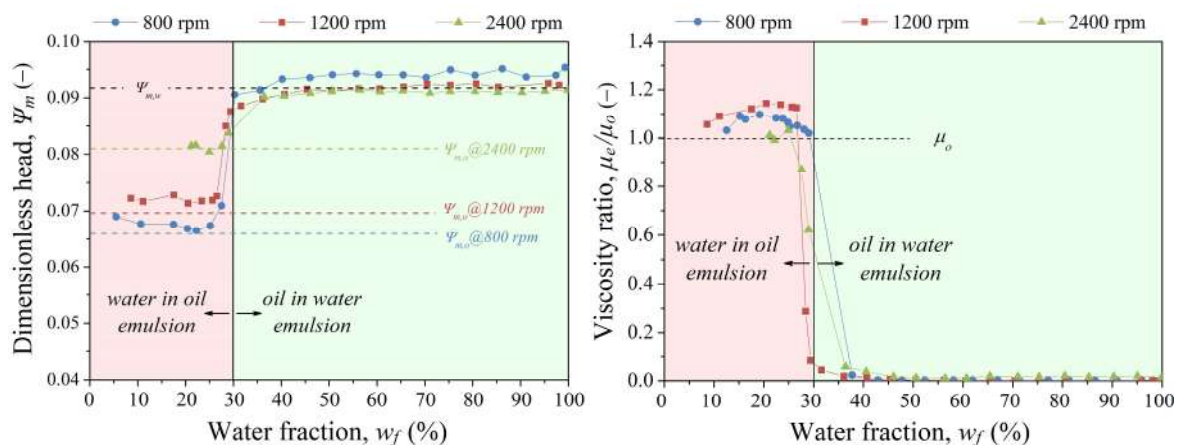 800 rpm 1200 rpm 2400 rpm
Dimensionless head, Ψm (−)
0.10
0.09
0.08
0.07
0.06
0.05
0.04
Ψm,w
Ψm,o@2400 rpm
Ψm,o@1200 rpm
Ψm,o@800 rpm
water in oil
emulsion
oil in water
emulsion
0 10 20 30 40 50 60 70 80 90 100
Water fraction, wf (%)
800 rpm 1200 rpm 2400 rpm
Viscosity ratio, μe/μo (−)
1.4
1.2
1.0
0.8
0.6
0.4
0.2
0.0
μo
water in oil
emulsion
oil in water
emulsion
0 10 20 30 40 50 60 70 80 90 100
Water fraction, wf (%)